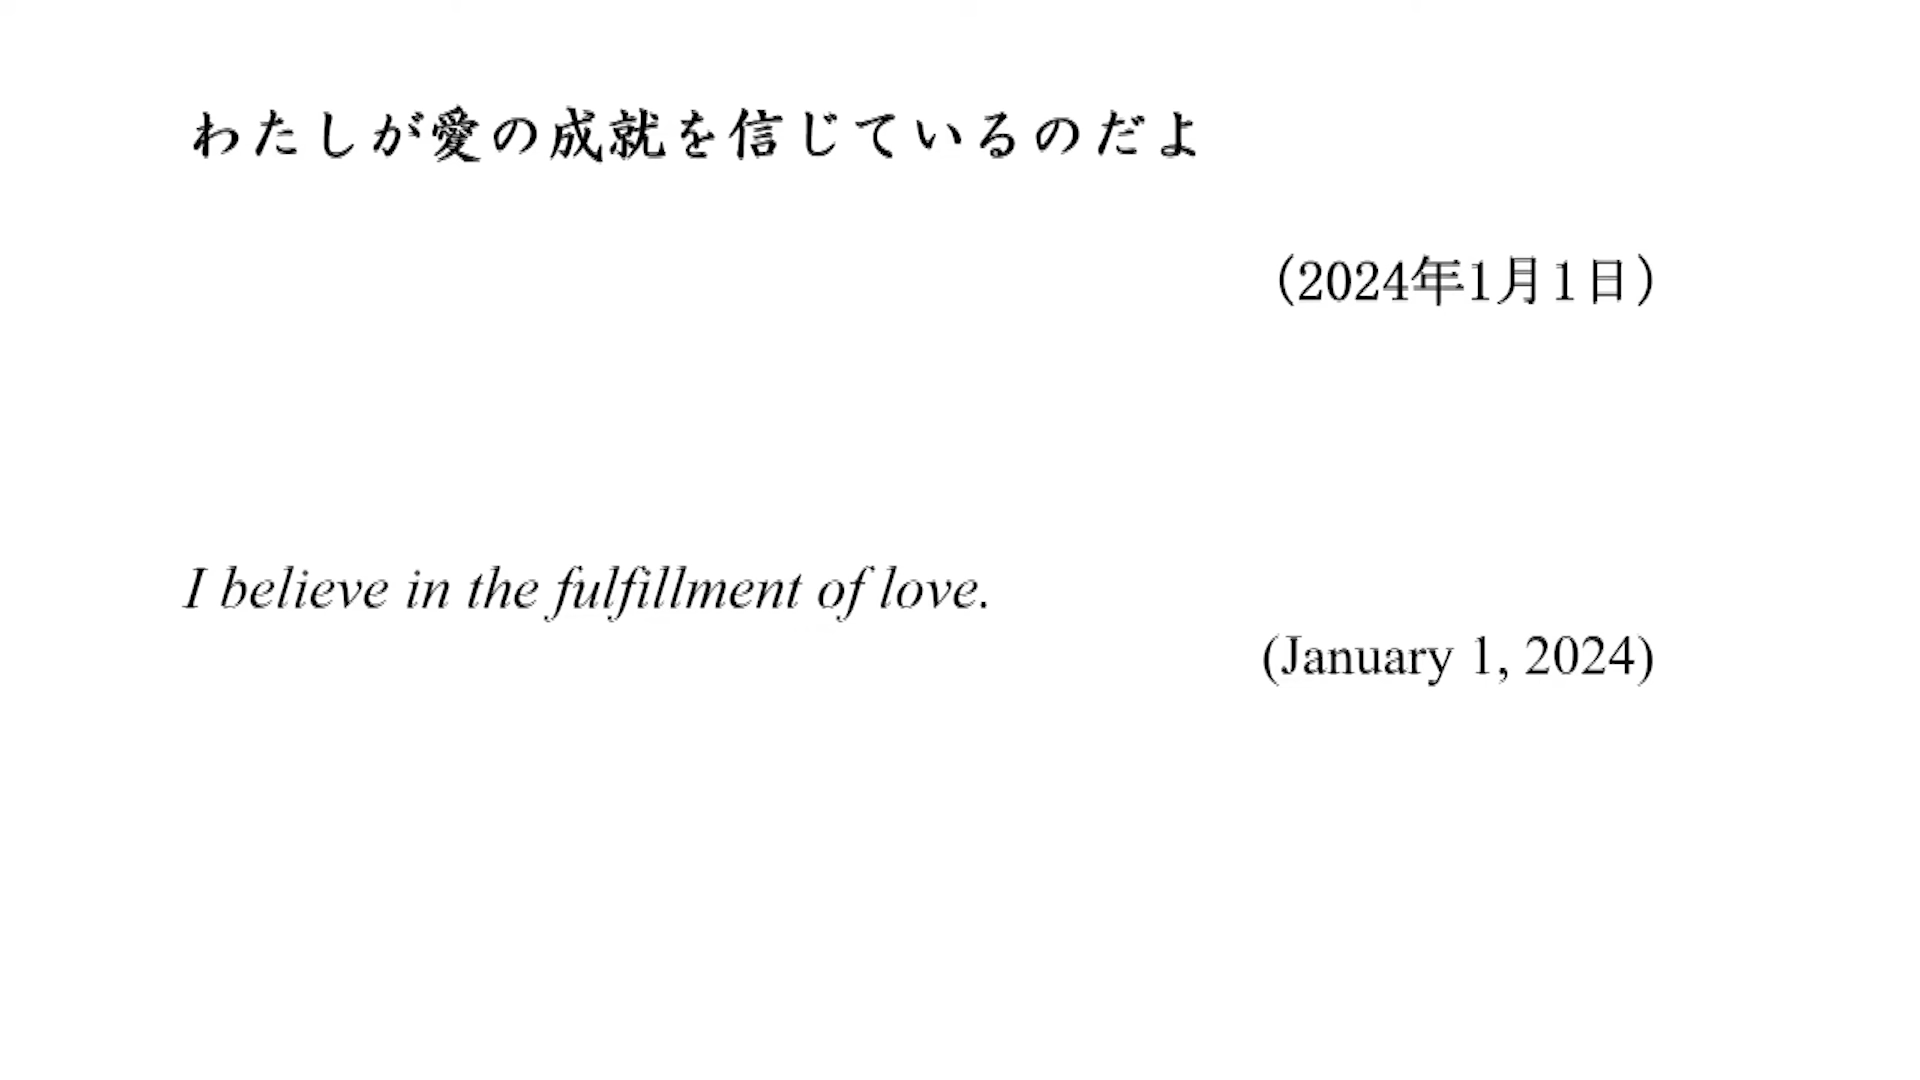 わたしが愛の成就を信じているのだよ
(2024年1月1日)
I believe in the fulfillment of love.
(January 1, 2024)